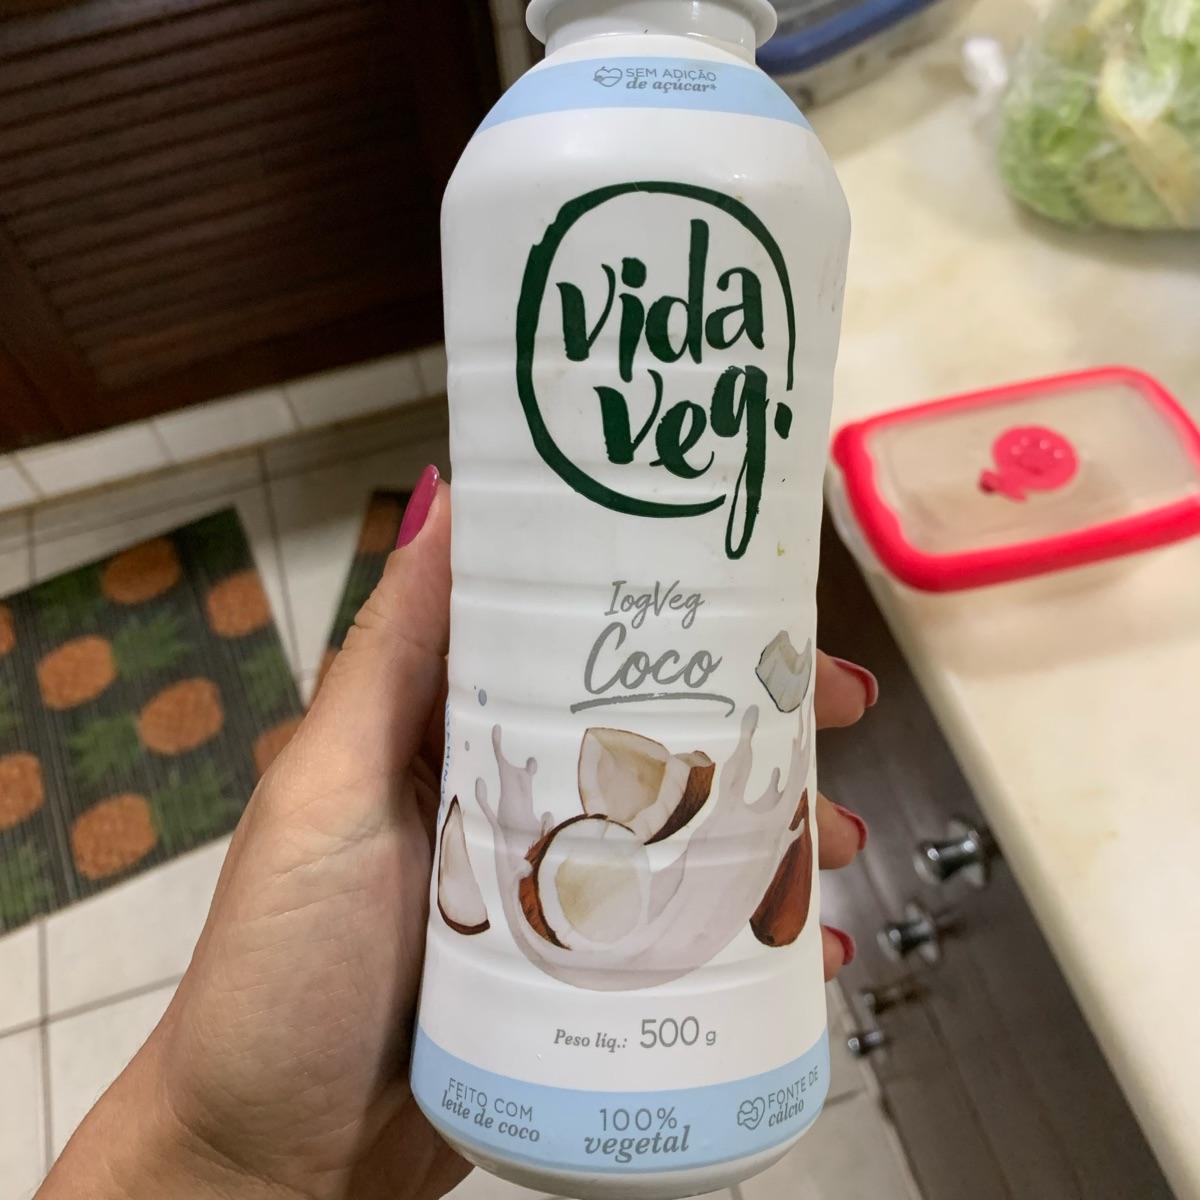 SEM ADIÇÃO
de açúcar*
vida
veg.
IogVeg
Coco
Peso líq.: 500 g
FEITO COM
leite de coco
100%
vegetal
FONTE DE
cálcio